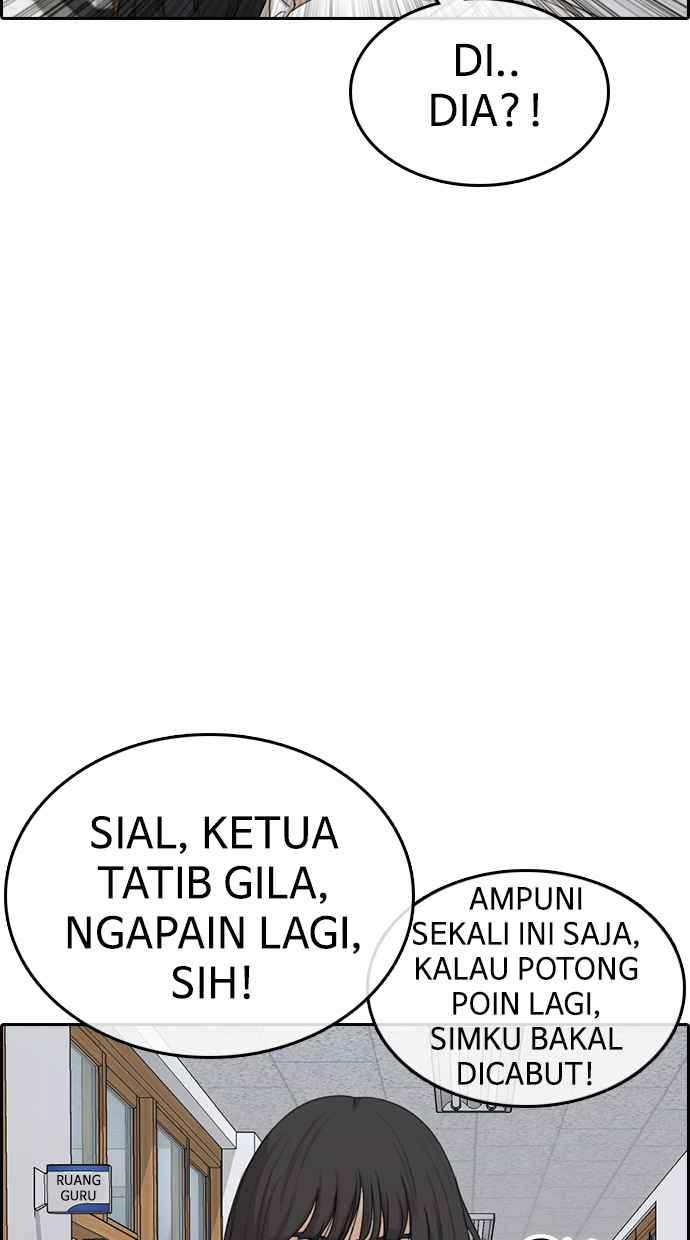 DI..
DIA?!
SIAL, KETUA
TATIB GILA,
NGAPAIN LAGI,
SIH!
AMPUNI
SEKALI INI SAJA,
KALAU POTONG
POIN LAGI,
SIMKU BAKAL
DICABUT!
RUANG
GURU